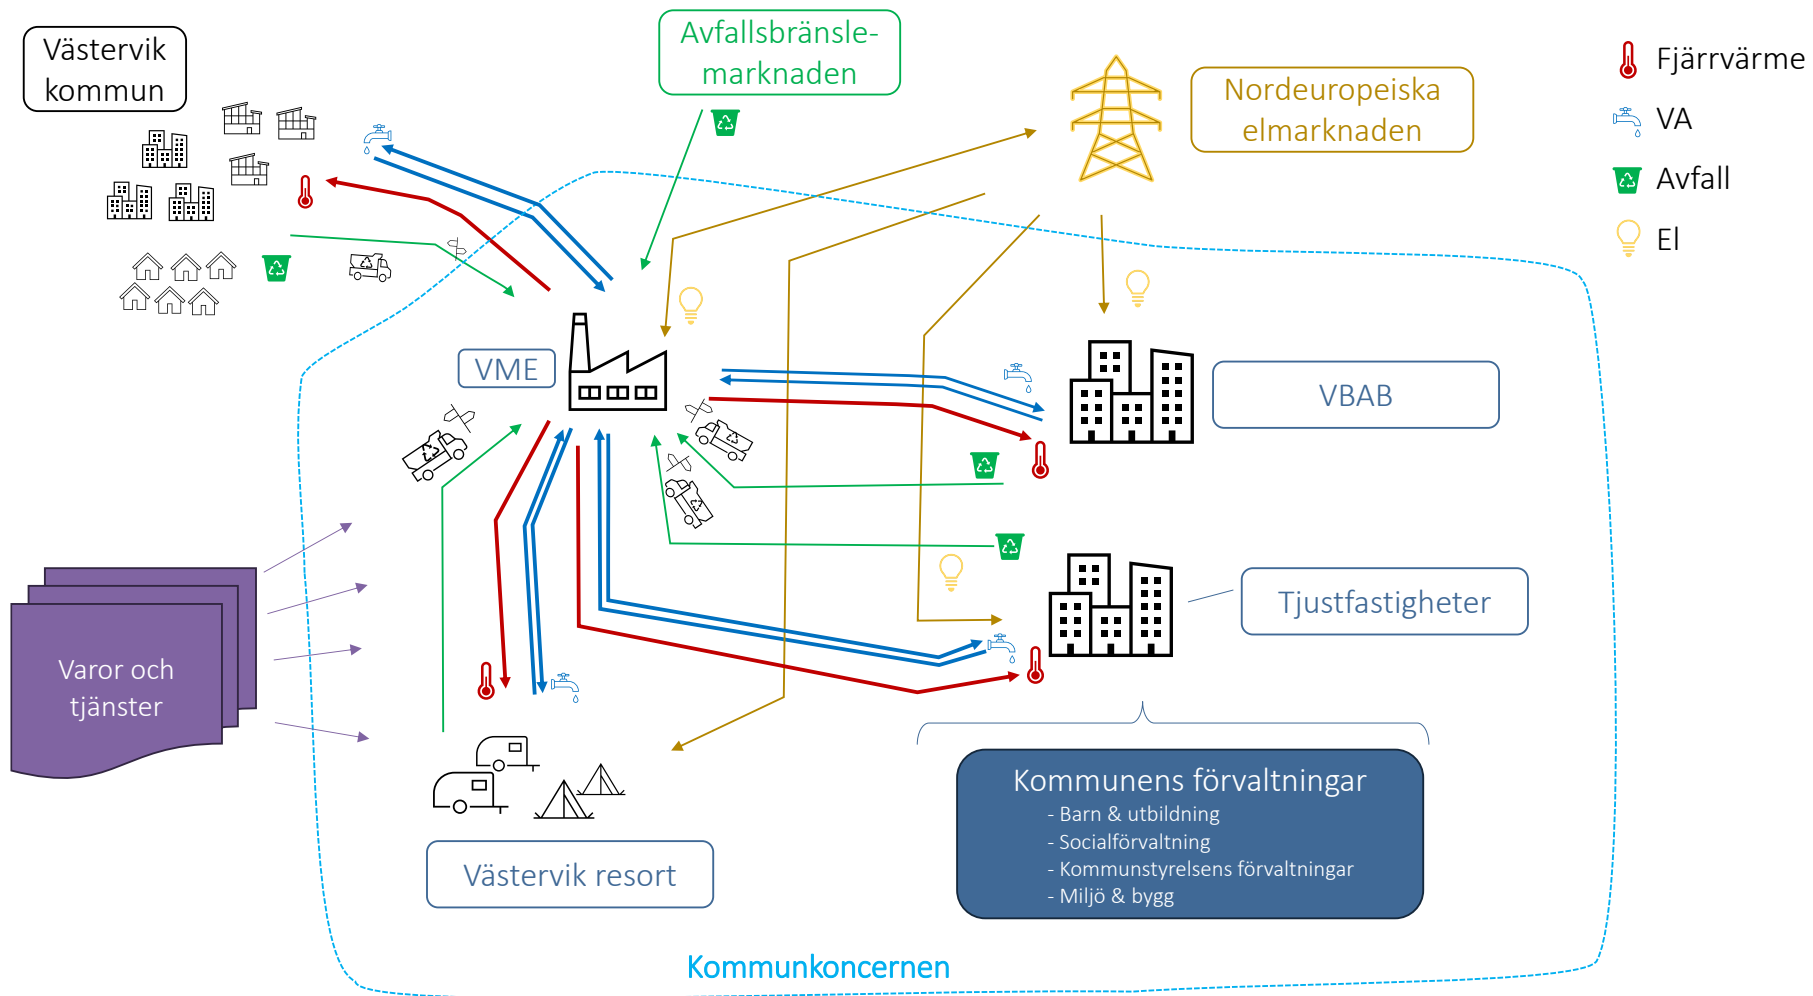 Västervik
kommun
Avfallsbränsle-
marknaden
Nordeuropeiska
elmarknaden
Fjärrvärme
VA
Avfall
El
VME
VBAB
Tjustfastigheter
Varor och
tjänster
Kommunens förvaltningar
- Barn & utbildning
- Socialförvaltning
- Kommunstyrelsens förvaltningar
- Miljö & bygg
Västervik resort
Kommunkoncernen